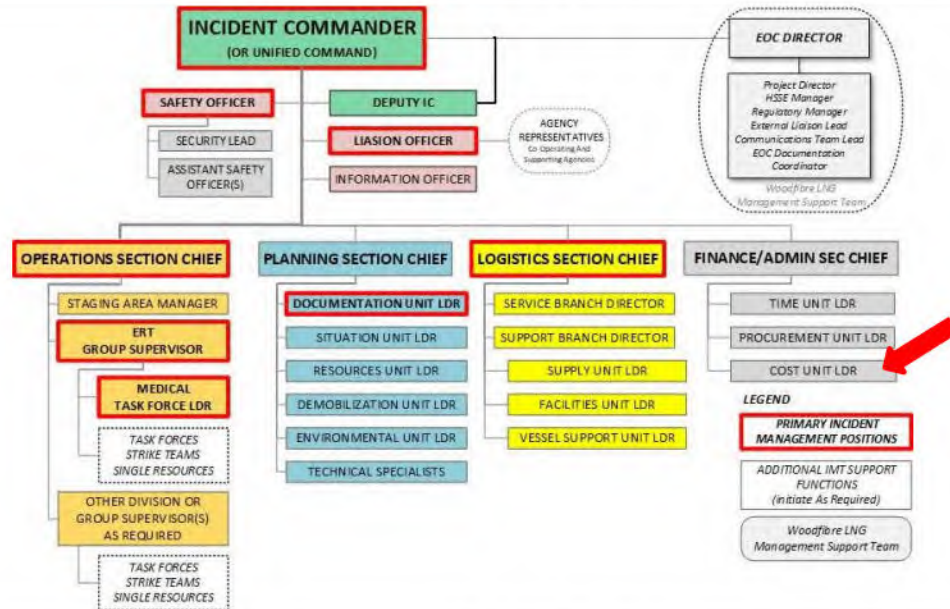 INCIDENT COMMANDER
(OR UNIFIED COMMAND)
EOC DIRECTOR
Project Director
HSSE Manager
Regulatory Manager
External Liaison Lead
Communications Team Lead
EOC Documentation
Coordinator
Woodfibre LNG
Management Support Team
SAFETY OFFICER
DEPUTY IC
SECURITY LEAD
LIASION OFFICER
AGENCY
REPRESENTATIVES
Co Operating And
Supporting Agencies
ASSISTANT SAFETY
OFFICER(S)
INFORMATION OFFICER
OPERATIONS SECTION CHIEF
STAGING AREA MANAGER
ERT
GROUP SUPERVISOR
MEDICAL
TASK FORCE LDR
TASK FORCES
STRIKE TEAMS
SINGLE RESOURCES
OTHER DIVISION OR
GROUP SUPERVISOR(S)
AS REQUIRED
TASK FORCES
STRIKE TEAMS
SINGLE RESOURCES
PLANNING SECTION CHIEF
DOCUMENTATION UNIT LDR
SITUATION UNIT LDR
RESOURCES UNIT LDR
DEMOBILIZATION UNIT LDR
ENVIRONMENTAL UNIT LDR
TECHNICAL SPECIALISTS
LOGISTICS SECTION CHIEF
SERVICE BRANCH DIRECTOR
SUPPORT BRANCH DIRECTOR
SUPPLY UNIT LDR
FACILITIES UNIT LDR
VESSEL SUPPORT UNIT LDR
FINANCE/ADMIN SEC CHIEF
TIME UNIT LDR
PROCUREMENT UNIT LDR
COST UNIT LDR
LEGEND
PRIMARY INCIDENT
MANAGEMENT POSITIONS
ADDITIONAL IMT SUPPORT
FUNCTIONS
(initiate As Required)
Woodfibre LNG
Management Support Team